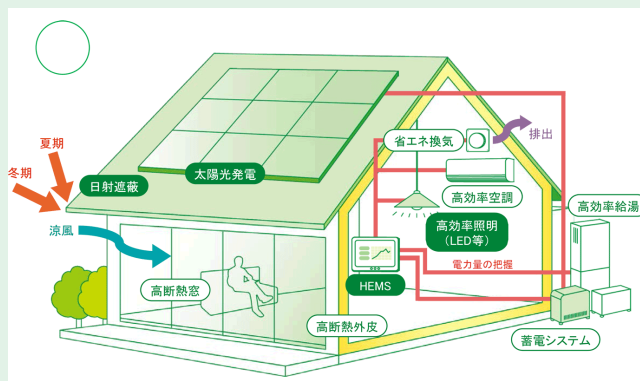 夏期
冬期
日射遮蔽
太陽光発電
省エネ換気
排出
高効率空調
高効率給湯
高効率照明
(LED等)
涼風
電力量の把握
HEMS
高断熱窓
高断熱外皮
蓄電システム